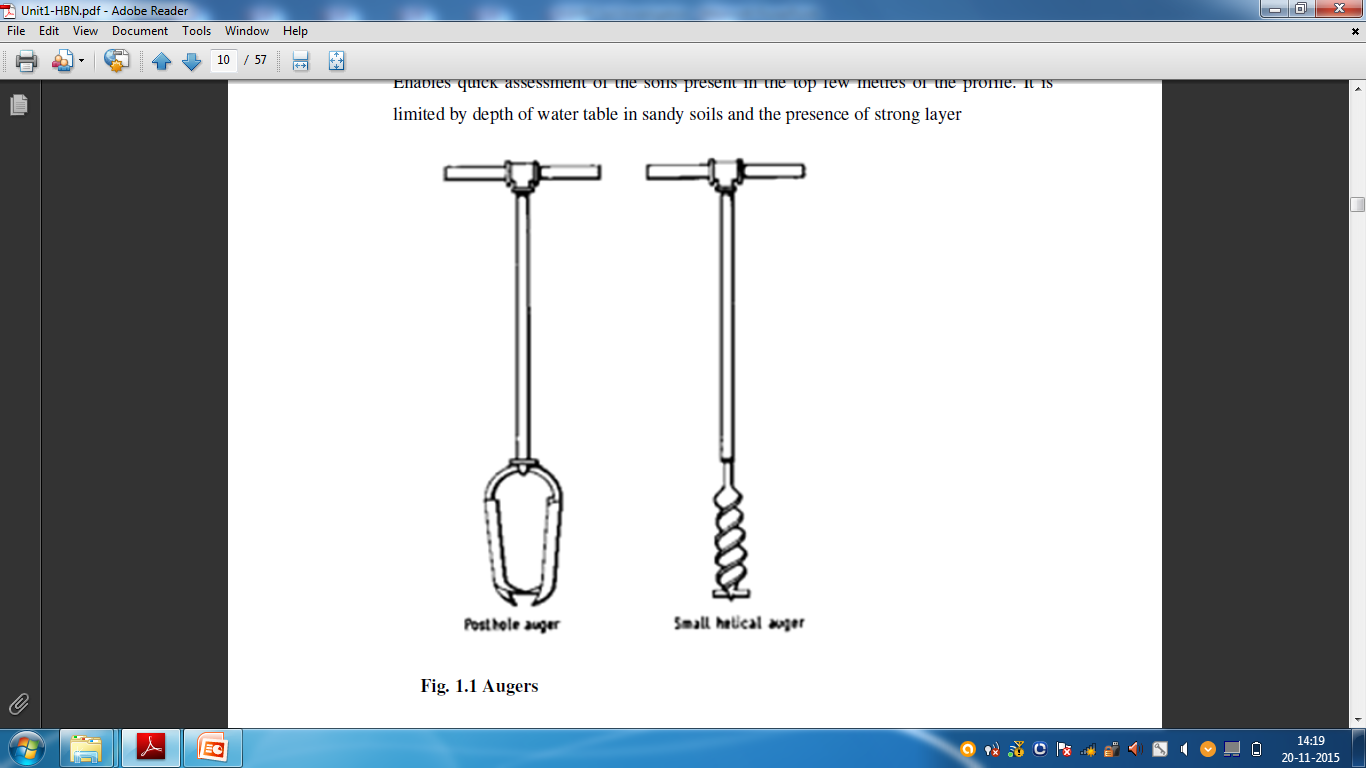 Unit1-HBN.pdf - Adobe Reader
File Edit View Document Tools Window Help
10 / 57
Enables quick assessment of the soils present in the top few metres of the profile. It is
limited by depth of water table in sandy soils and the presence of strong layer
Posthole auger
Small helical auger
Fig. 1.1 Augers
14:19
20-11-2015